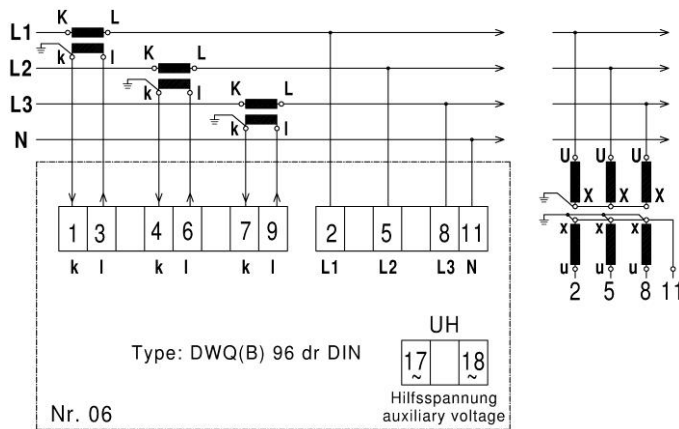 L1 K L
k l
L2 K L
k l
L3 K L
k l
N
1 3 4 6 7 9 2 5 8 11
k l k l k l L1 L2 L3 N
U U U
X X X
x x x
u u u
2 5 8 11
UH
17 18
~ ~
Type: DWQ(B) 96 dr DIN
Hilfsspannung
auxiliary voltage
Nr. 06